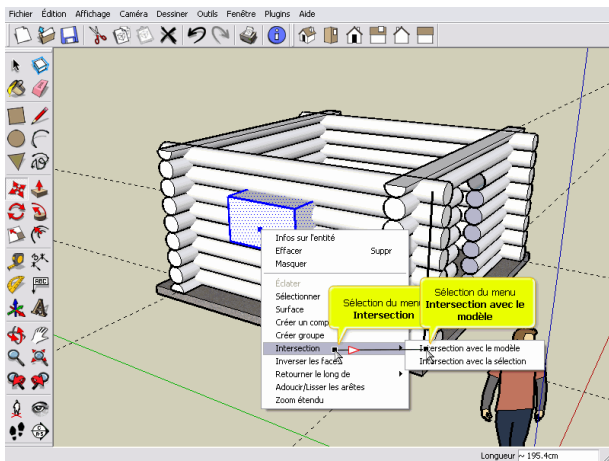 Fichier Édition Affichage Caméra Dessiner Outils Fenêtre Plugins Aide
ABC
Infos sur l'entité
Effacer Suppr
Masquer
Éclater
Sélectionner
Surface
Créer un comp
Créer groupe
Intersection
Inverser les faces
Retourner le long de
Adoucir/Lisser les arêtes
Zoom étendu
Sélection du menu
Intersection
Sélection du menu
Intersection avec le
modèle
Intersection avec le modèle
Intersection avec la sélection
Longueur ~ 195.4cm